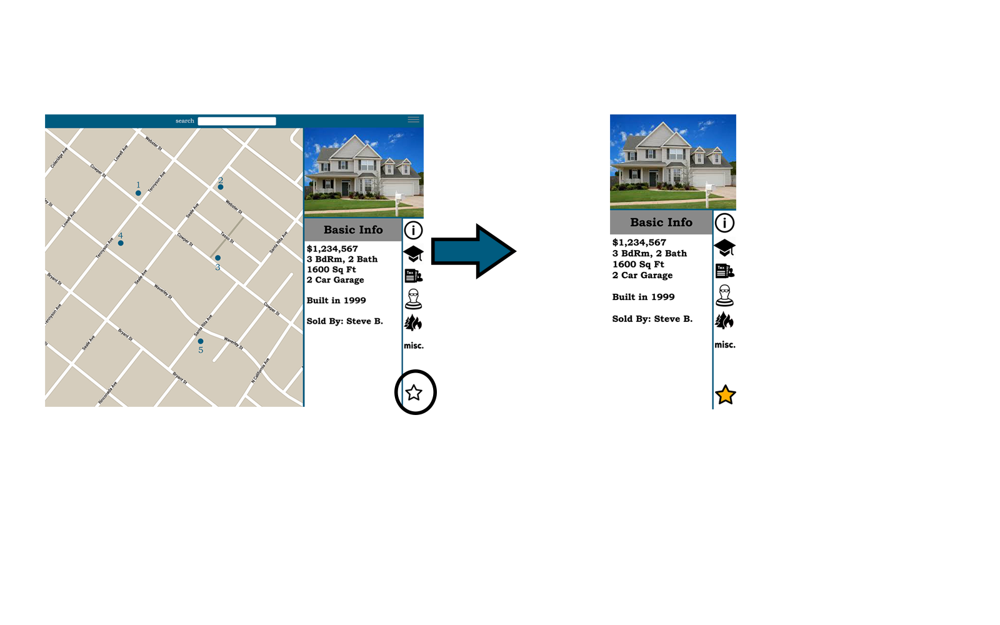 search
Coleridge Ave
Lowell Ave
Webster St
Cowper St
Tennyson Ave
1
2
ey St
Lowell Ave
Seale Ave
Webster St
4
Tennyson Ave
Cowper St
Tasso St
Santa Rita Ave
3
Bryant St
Seale Ave
Waverley St
Cowper St
Tennyson Ave
Bryant St
Santa Rita Ave
Seale Ave
Waverley St
5
Bryant St
N California Ave
Rinconada Ave
Basic Info
$1,234,567
3 BdRm, 2 Bath
1600 Sq Ft
2 Car Garage
Built in 1999
Sold By: Steve B.
i
Tax
misc.
Basic Info
$1,234,567
3 BdRm, 2 Bath
1600 Sq Ft
2 Car Garage
Built in 1999
Sold By: Steve B.
i
Tax
misc.